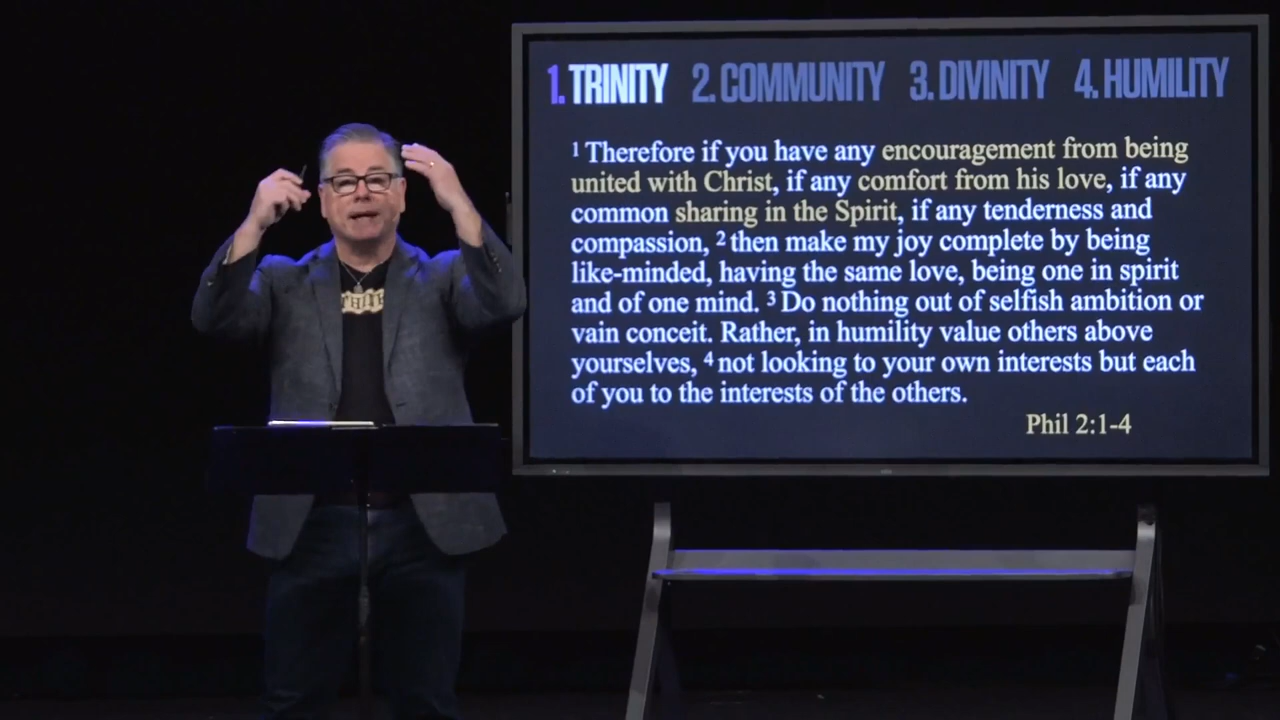 1. TRINITY 2. COMMUNITY 3. DIVINITY 4. HUMILITY
1 Therefore if you have any encouragement from being
united with Christ, if any comfort from his love, if any
common sharing in the Spirit, if any tenderness and
compassion, 2 then make my joy complete by being
like-minded, having the same love, being one in spirit
and of one mind. 3 Do nothing out of selfish ambition or
vain conceit. Rather, in humility value others above
yourselves, 4 not looking to your own interests but each
of you to the interests of the others.
Phil 2:1-4